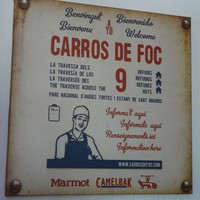 Benvingut Bienvenido
Bienvenu A Welcome
YO
CARROS DE FOC
LA TRAVESSA DELS
LA TRAVESÍA DE LOS
LA TRAVERSÉE DES
THE TRAVERSE ACROSS THE
9
REFUGIS
REFUGIOS
REFUGES
HUTS
PARC NACIONAL D'AIGÜES TORTES I ESTANY DE SANT MAURICI
Informa't aquí
Infórmate aquí
Renseignements ici
Information here
WWW.CARROSDEFOC.COM
Marmot CAMELBAK